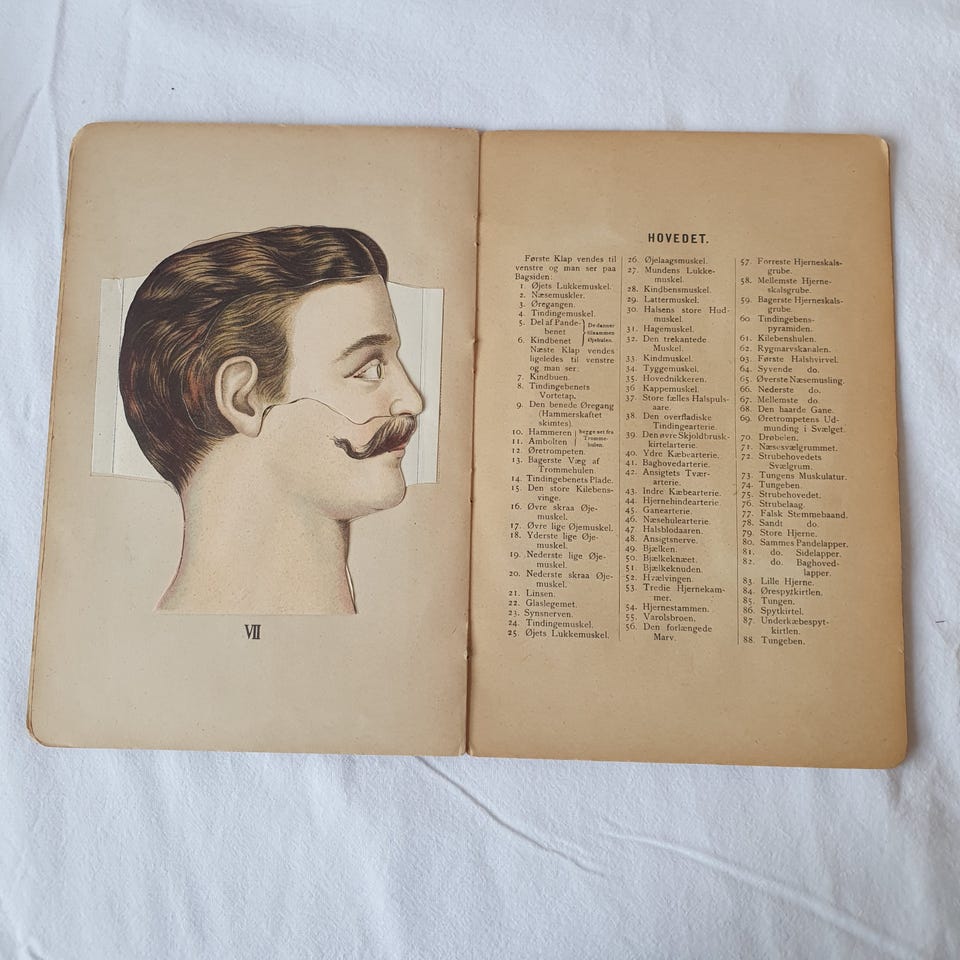 VII
HOVEDET.
Første Klap vendes til
venstre og man ser paa
Bagsiden:
1. Øjets Lukkemuskel.
2. Næsemuskler.
3. Øregangen.
4. Tindingemuskel.
5. Del af Pande-
benet
6. Kindbenet
De danner
tilsammen
Øjehulen.
Næste Klap vendes
ligeledes til venstre
og man ser:
7. Kindbuen.
8. Tindingebenets
Vortetap.
9. Den benede Øregang
(Hammerskaftet
skimtes).
10. Hammeren
11. Ambolten
begge set fra
Tromme-
hulen.
12. Øretrompeten.
13. Bagerste Væg af
Trommehulen
14. Tindingebenets Plade.
15. Den store Kilebens-
vinge.
16. Øvre skraa Øje-
muskel.
17. Øvre lige Øjemuskel.
18. Yderste lige Øje-
muskel.
19. Nederste lige Øje-
muskel.
20. Nederste skraa Øje-
muskel.
21. Linsen.
22. Glaslegemet.
23. Synsnerven.
24. Tindingemuskel.
25. Øjets Lukkemuskel.
26. Øjelaagsmuskel.
27. Mundens Lukke-
muskel.
28. Kindbensmuskel.
29. Lattermuskel.
30. Halsens store Hud-
muskel.
31. Hagemuskel.
32. Den trekantede
Muskel.
33. Kindmuskel.
34. Tyggemuskel.
35. Hovednikkeren.
36. Kappemuskel.
37. Store fælles Halspuls-
aare.
38. Den overfladiske
Tindingearterie.
39. Den øvre Skjoldbrusk-
kirtelarterie.
40. Ydre Kæbearterie.
41. Baghovedarterie.
42. Ansigtets Tvær-
arterie.
43. Indre Kæbearterie.
44. Hjernehindearterie.
45. Ganearterie.
46. Næsehulearterie.
47. Halsblodaaren.
48. Ansigtsnerve.
49. Bjælken.
50. Bjælkeknæet.
51. Bjælkeknuden.
52. Hvælvingen.
53. Tredie Hjernekam-
mer.
54. Hjernestammen.
55. Varolsbroen.
56. Den forlængede
Marv.
57. Forreste Hjerneskals-
grube.
58. Mellemste Hjerne-
skalsgrube.
59. Bagerste Hjerneskals-
grube.
60. Tindingebens-
pyramiden.
61. Kilebenshulen.
62. Rygmarvskanalen.
63. Første Halshvirvel.
64. Syvende do.
65. Øverste Næsemusling.
66. Nederste do.
67. Mellemste do.
68. Den haarde Gane.
69. Øretrompetens Ud-
munding i Svælget.
70. Drøbelen.
71. Næsesvælgrummet.
72. Strubehovedets
Svælgrum.
73. Tungens Muskulatur.
74. Tungeben.
75. Strubehovedet.
76. Strubelaag.
77. Falsk Stemmebaand.
78. Sandt do.
79. Store Hjerne.
80. Sammes Pandelapper.
81. do. Sidelapper.
82. do. Baghoved-
lapper.
83. Lille Hjerne.
84. Ørespytkirtlen.
85. Tungen.
86. Spytkirtel.
87. Underkæbespyt-
kirtlen.
88. Tungeben.